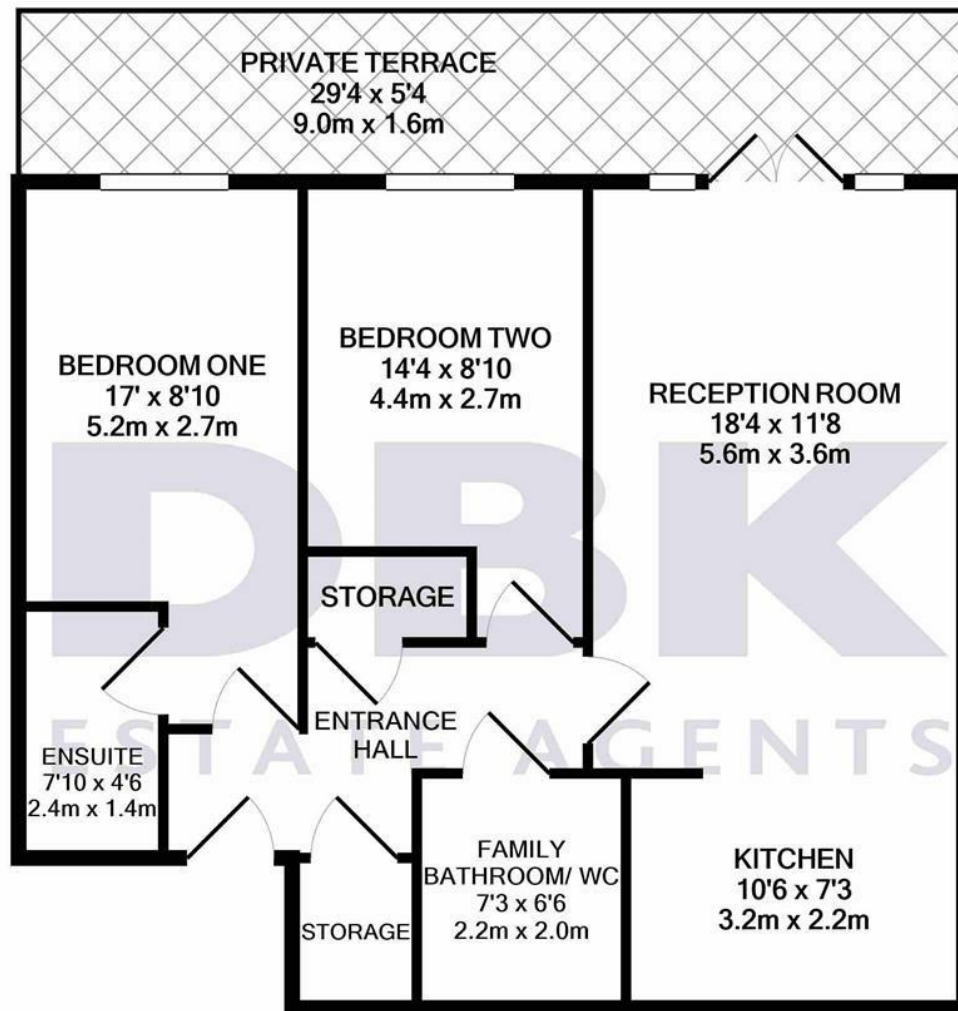 PRIVATE TERRACE
29'4 x 5'4
9.0m x 1.6m
BEDROOM ONE
17' x 8'10
5.2m x 2.7m
BEDROOM TWO
14'4 x 8'10
4.4m x 2.7m
RECEPTION ROOM
18'4 x 11'8
5.6m x 3.6m
DBK
ESTATE AGENTS
STORAGE
ENTRANCE
HALL
ENSUITE
7'10 x 4'6
2.4m x 1.4m
STORAGE
FAMILY
BATHROOM/ WC
7'3 x 6'6
2.2m x 2.0m
KITCHEN
10'6 x 7'3
3.2m x 2.2m